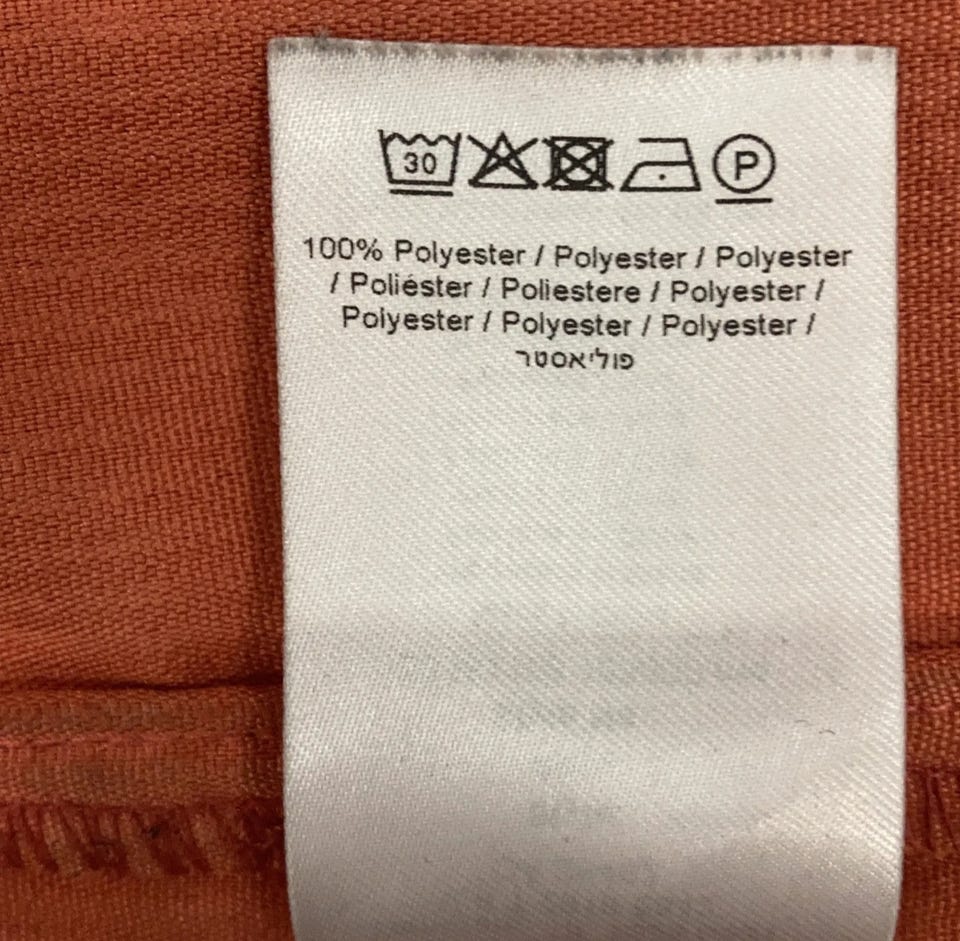 30 P
100% Polyester / Polyester / Polyester
/ Poliéster / Poliestere / Polyester /
Polyester / Polyester / Polyester /
פוליאסטר